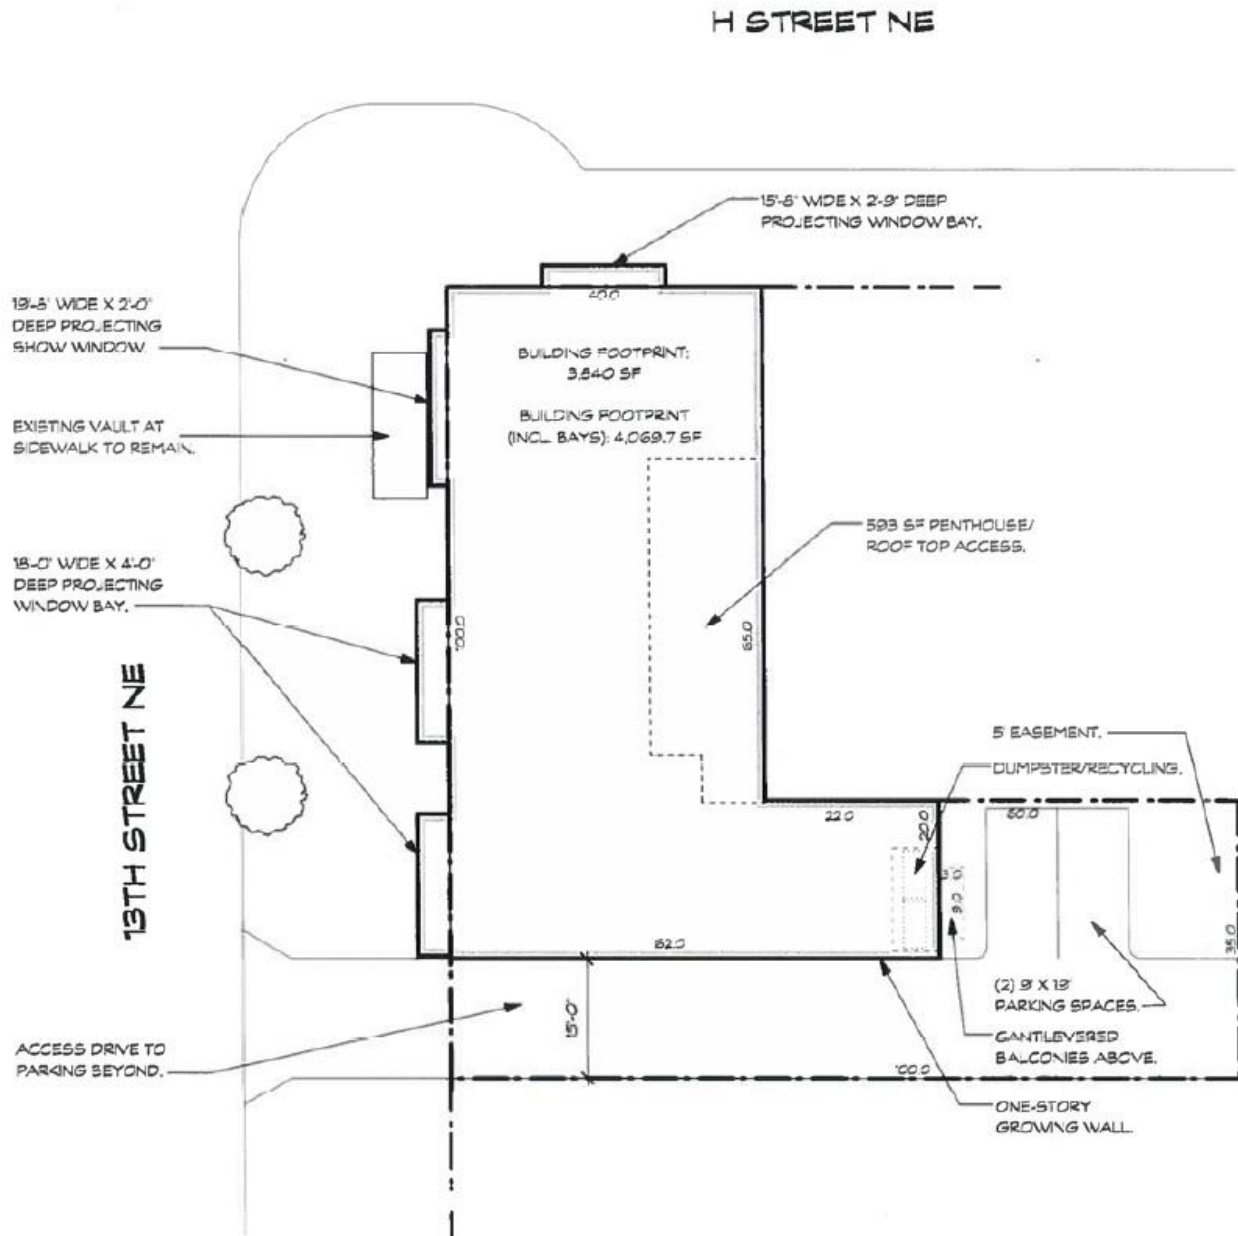 H STREET NE
15'-8" WIDE X 2'-9" DEEP
PROJECTING WINDOW BAY.
19'-8" WIDE X 2'-0"
DEEP PROJECTING
SHOW WINDOW.
40.0
BUILDING FOOTPRINT:
3,840 SF
BUILDING FOOTPRINT
(INCL. BAYS): 4,069.7 SF
EXISTING VAULT AT
SIDEWALK TO REMAIN.
593 SF PENTHOUSE/
ROOF TOP ACCESS.
18'-0" WIDE X 4'-0"
DEEP PROJECTING
WINDOW BAY.
65.0
13TH STREET NE
5' EASEMENT.
DUMPSTER/RECYCLING.
22.0
20.0
60.0
9.0
35.0
62.0
(2) 9' X 19'
PARKING SPACES.
15'-0"
CANTILEVERED
BALCONIES ABOVE.
ACCESS DRIVE TO
PARKING BEYOND.
100.0
ONE-STORY
GROWING WALL.